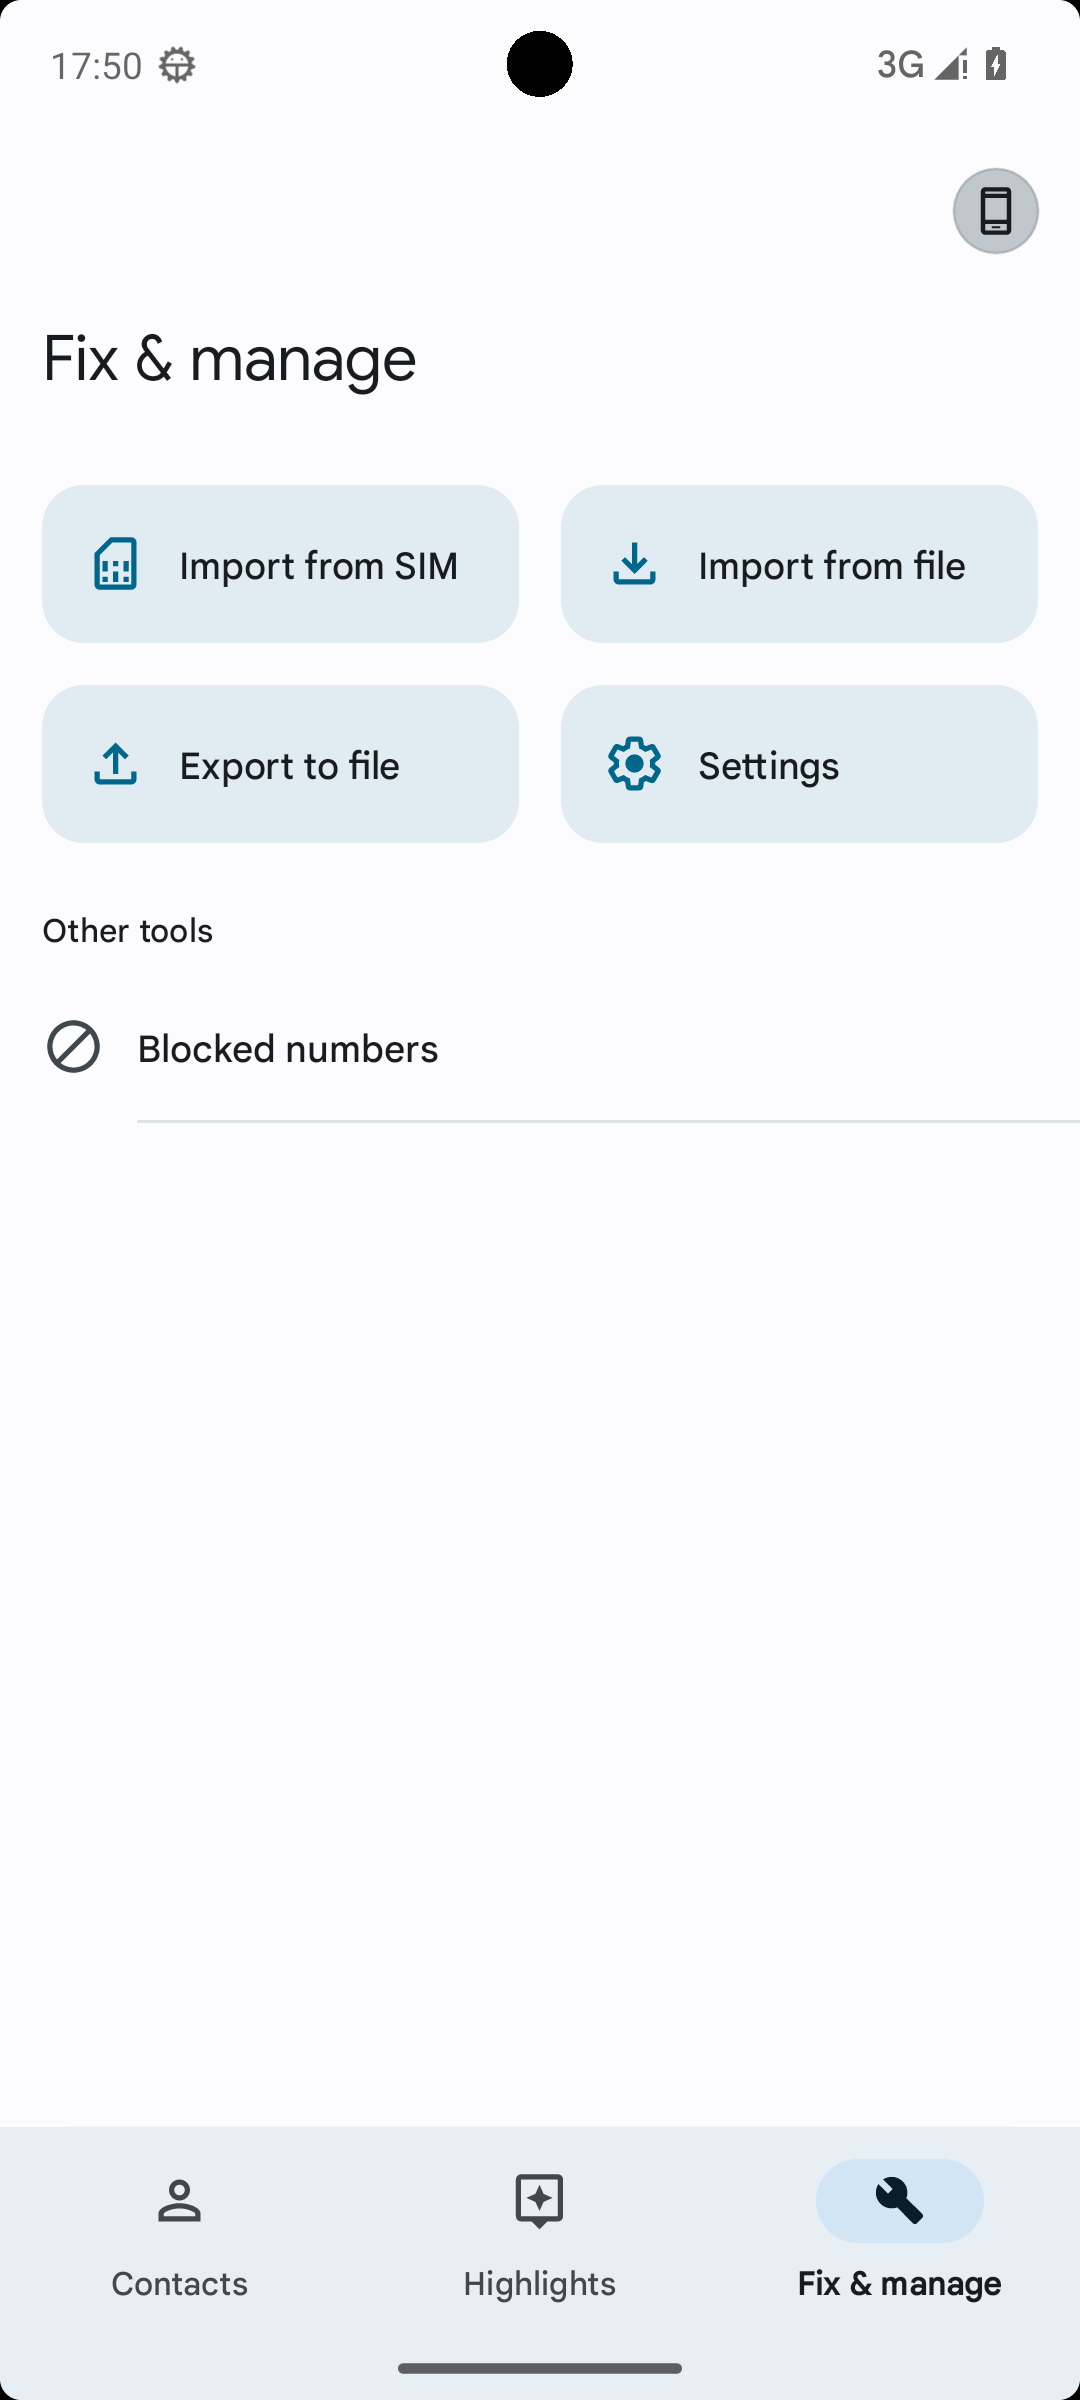 17:50
3G
Fix & manage
Import from SIM
Import from file
Export to file
Settings
Other tools
Blocked numbers
Contacts
Highlights
Fix & manage